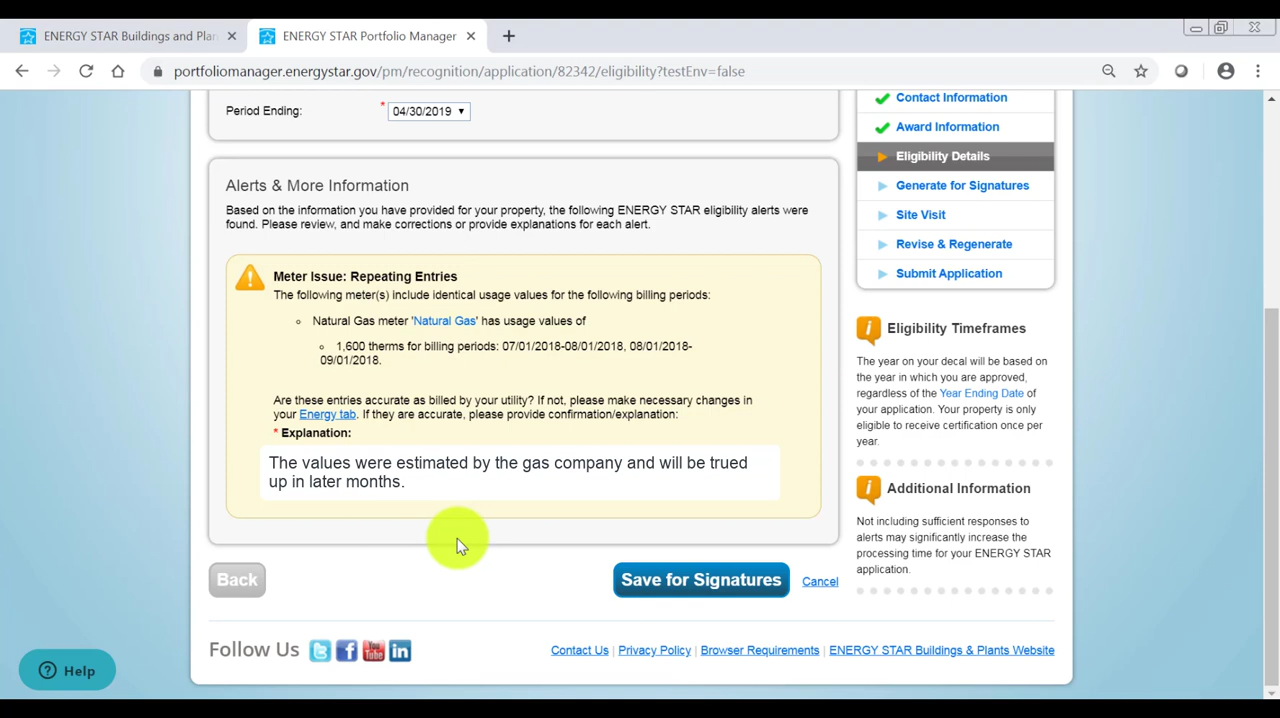 ENERGY STAR Buildings and Plan
ENERGY STAR Portfolio Manager
portfoliomanager.energystar.gov/pm/recognition/application/82342/eligibility?testEnv=false
Period Ending:
* 04/30/2019
Alerts & More Information
Based on the information you have provided for your property, the following ENERGY STAR eligibility alerts were
found. Please review, and make corrections or provide explanations for each alert.
Meter Issue: Repeating Entries
The following meter(s) include identical usage values for the following billing periods:
Natural Gas meter 'Natural Gas' has usage values of
1,600 therms for billing periods: 07/01/2018-08/01/2018, 08/01/2018-
09/01/2018.
Are these entries accurate as billed by your utility? If not, please make necessary changes in
your Energy tab. If they are accurate, please provide confirmation/explanation:
* Explanation:
The values were estimated by the gas company and will be trued
up in later months.
Back
Save for Signatures
Cancel
Contact Information
Award Information
Eligibility Details
Generate for Signatures
Site Visit
Revise & Regenerate
Submit Application
Eligibility Timeframes
The year on your decal will be based on
the year in which you are approved,
regardless of the Year Ending Date of
your application. Your property is only
eligible to receive certification once per
year.
Additional Information
Not including sufficient responses to
alerts may significantly increase the
processing time for your ENERGY STAR
application.
Follow Us
You
Tube
Contact Us | Privacy Policy | Browser Requirements | ENERGY STAR Buildings & Plants Website
Help